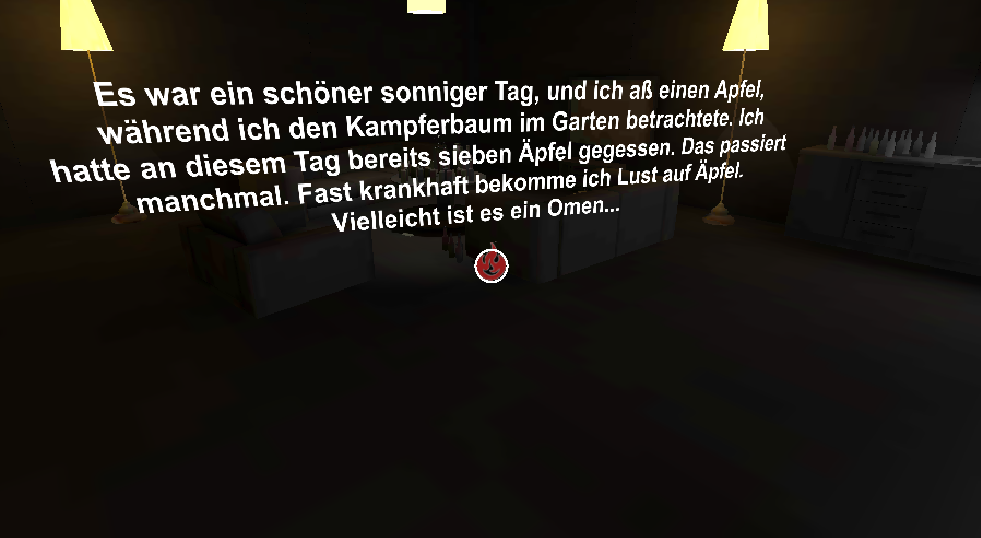 Es war ein schöner sonniger Tag, und ich aß einen Apfel,
während ich den Kampferbaum im Garten betrachtete. Ich
hatte an diesem Tag bereits sieben Äpfel gegessen. Das passiert
manchmal. Fast krankhaft bekomme ich Lust auf Äpfel.
Vielleicht ist es ein Omen...